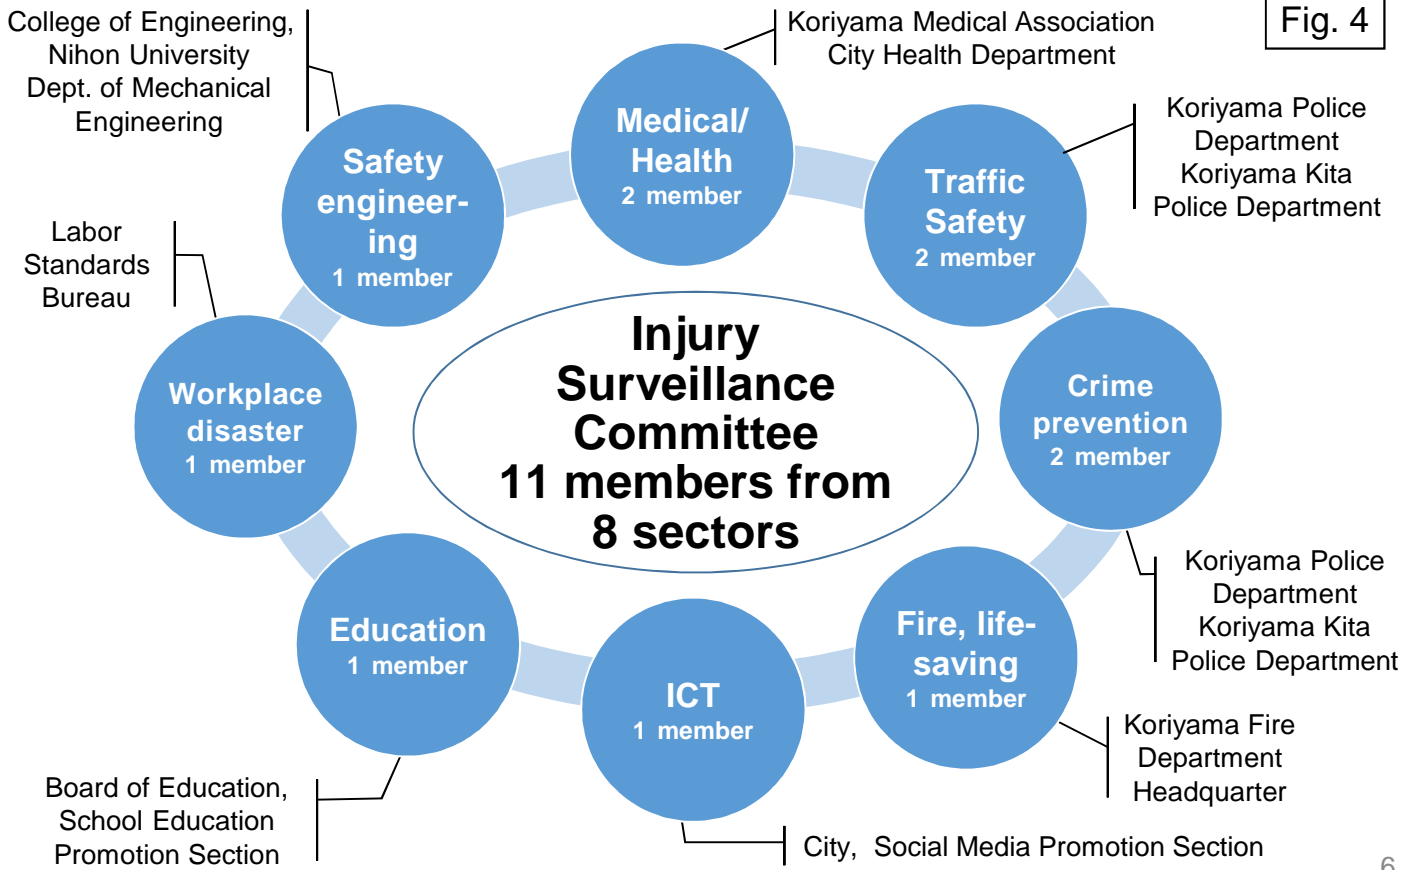 College of Engineering,
Nihon University
Dept. of Mechanical
Engineering
Koriyama Medical Association
City Health Department
Fig. 4
Koriyama Police
Department
Koriyama Kita
Police Department
Medical/
Health
2 member
Safety
engineer-
ing
1 member
Traffic
Safety
2 member
Labor
Standards
Bureau
Injury
Surveillance
Committee
11 members from
8 sectors
Workplace
disaster
1 member
Crime
prevention
2 member
Koriyama Police
Department
Koriyama Kita
Police Department
Education
1 member
Fire, life-
saving
1 member
ICT
1 member
Koriyama Fire
Department
Headquarter
Board of Education,
School Education
Promotion Section
City, Social Media Promotion Section
6